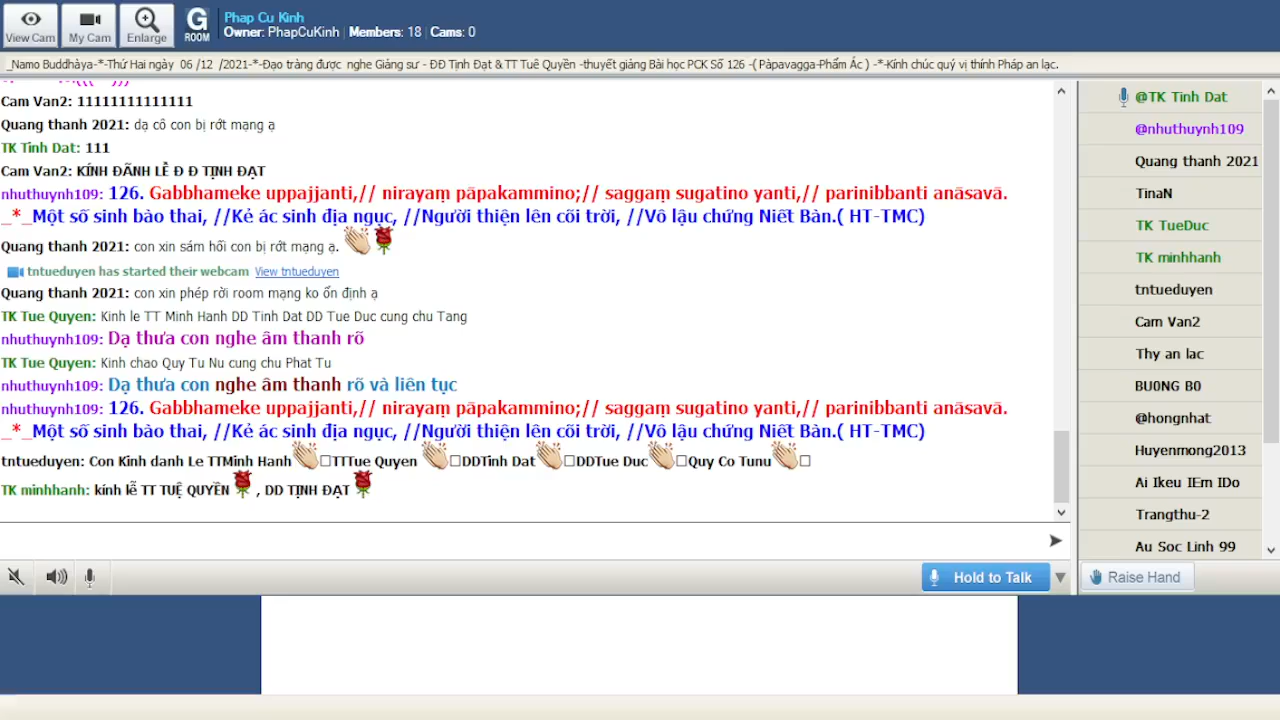 View Cam
My Cam
Enlarge
G
ROOM
Phap Cu Kinh
Owner: PhapCuKinh | Members: 18 | Cams: 0
_Namo Buddhàya-*-Thứ Hai ngày 06 /12 /2021-*-Đạo tràng được nghe Giảng sư - ĐĐ Tịnh Đạt & TT Tuê Quyền -thuyết giảng Bài học PCK Số 126 -( Pàpavagga-Phẩm Ác ) -*-Kính chúc quý vị thính Pháp an lạc.
Cam Van2: 11111111111111
Quang thanh 2021: dạ cô con bị rớt mạng ạ
TK Tinh Dat: 111
Cam Van2: KÍNH ĐÃNH LỄ Đ Đ TỊNH ĐẠT
nhuthuynh109: 126. Gabbhameke uppajjanti,// nirayaṃ pāpakammino;// saggaṃ sugatino yanti,// parinibbanti anāsavā.
_*_Một số sinh bào thai, //Kẻ ác sinh địa ngục, //Người thiện lên cõi trời, //Vô lậu chứng Niết Bàn.( HT-TMC)
Quang thanh 2021: con xin sám hối con bị rớt mạng ạ.
tntueduyen has started their webcam View tntueduyen
Quang thanh 2021: con xin phép rời room mạng ko ổn định ạ
TK Tue Quyen: Kinh le TT Minh Hanh DD Tinh Dat DD Tue Duc cung chu Tang
nhuthuynh109: Dạ thưa con nghe âm thanh rõ
TK Tue Quyen: Kinh chao Quy Tu Nu cung chu Phat Tu
nhuthuynh109: Dạ thưa con nghe âm thanh rõ và liên tục
nhuthuynh109: 126. Gabbhameke uppajjanti,// nirayaṃ pāpakammino;// saggaṃ sugatino yanti,// parinibbanti anāsavā.
_*_Một số sinh bào thai, //Kẻ ác sinh địa ngục, //Người thiện lên cõi trời, //Vô lậu chứng Niết Bàn.( HT-TMC)
tntueduyen: Con Kinh danh Le TTMinh Hanh TTTue Quyen DDTinh Dat DDTue Duc Quy Co Tunu
TK minhhanh: kính lễ TT TUỆ QUYỀN , DD TỊNH ĐẠT
Hold to Talk
@TK Tinh Dat
@nhuthuynh109
Quang thanh 2021
TinaN
TK TueDuc
TK minhhanh
tntueduyen
Cam Van2
Thy an lac
BU0NG B0
@hongnhat
Huyenmong2013
Ai Ikeu IEm IDo
Trangthu-2
Au Soc Linh 99
Raise Hand